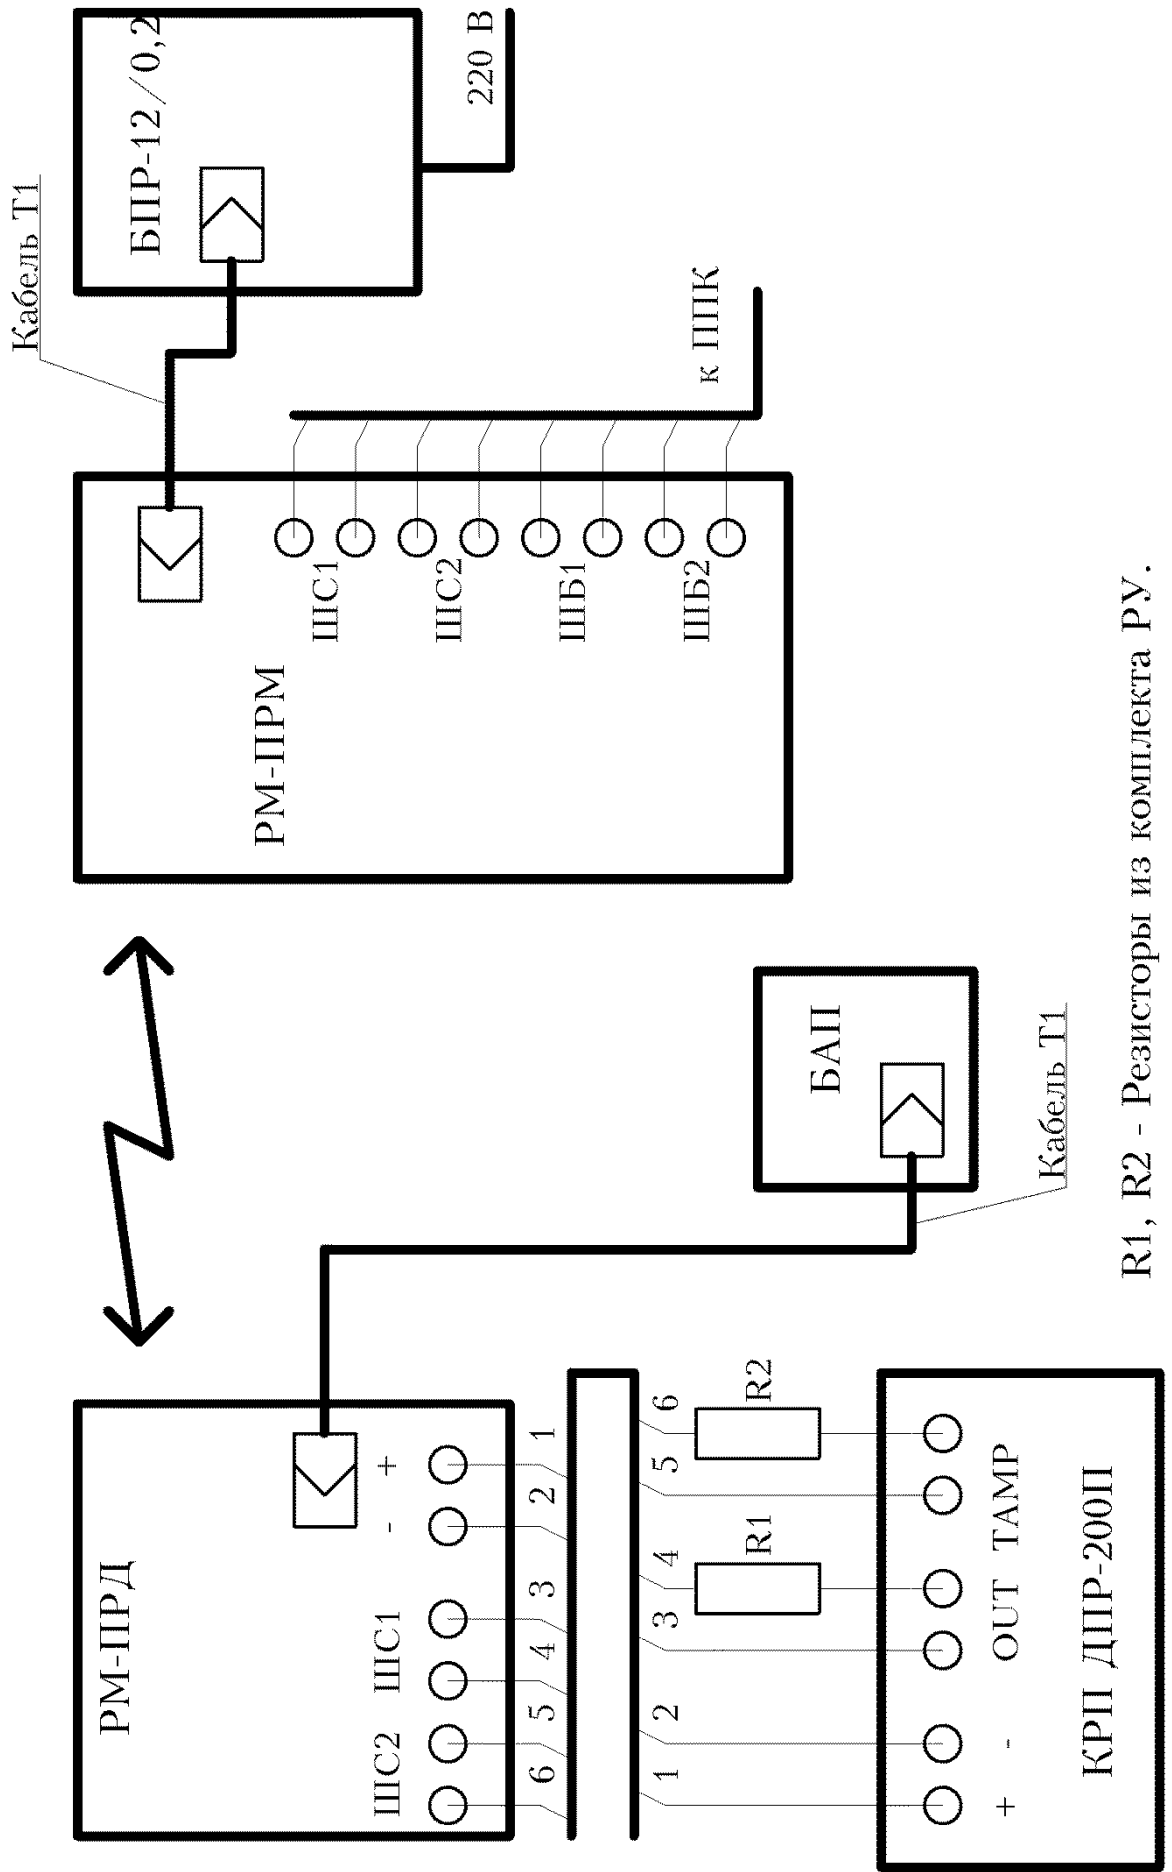 РМ-ПРД
+
-
ШС1
ШС2
1
2
3
4
5
6
6
R2
5
4
R1
3
2
1
TAMP
OUT
-
+
КРП ДПР-200П
БАП
Кабель Т1
РМ-ПРМ
ШС1
ШС2
ШБ1
ШБ2
к ППК
Кабель Т1
БПР-12/0,2
220 В
R1, R2 - Резисторы из комплекта РУ.